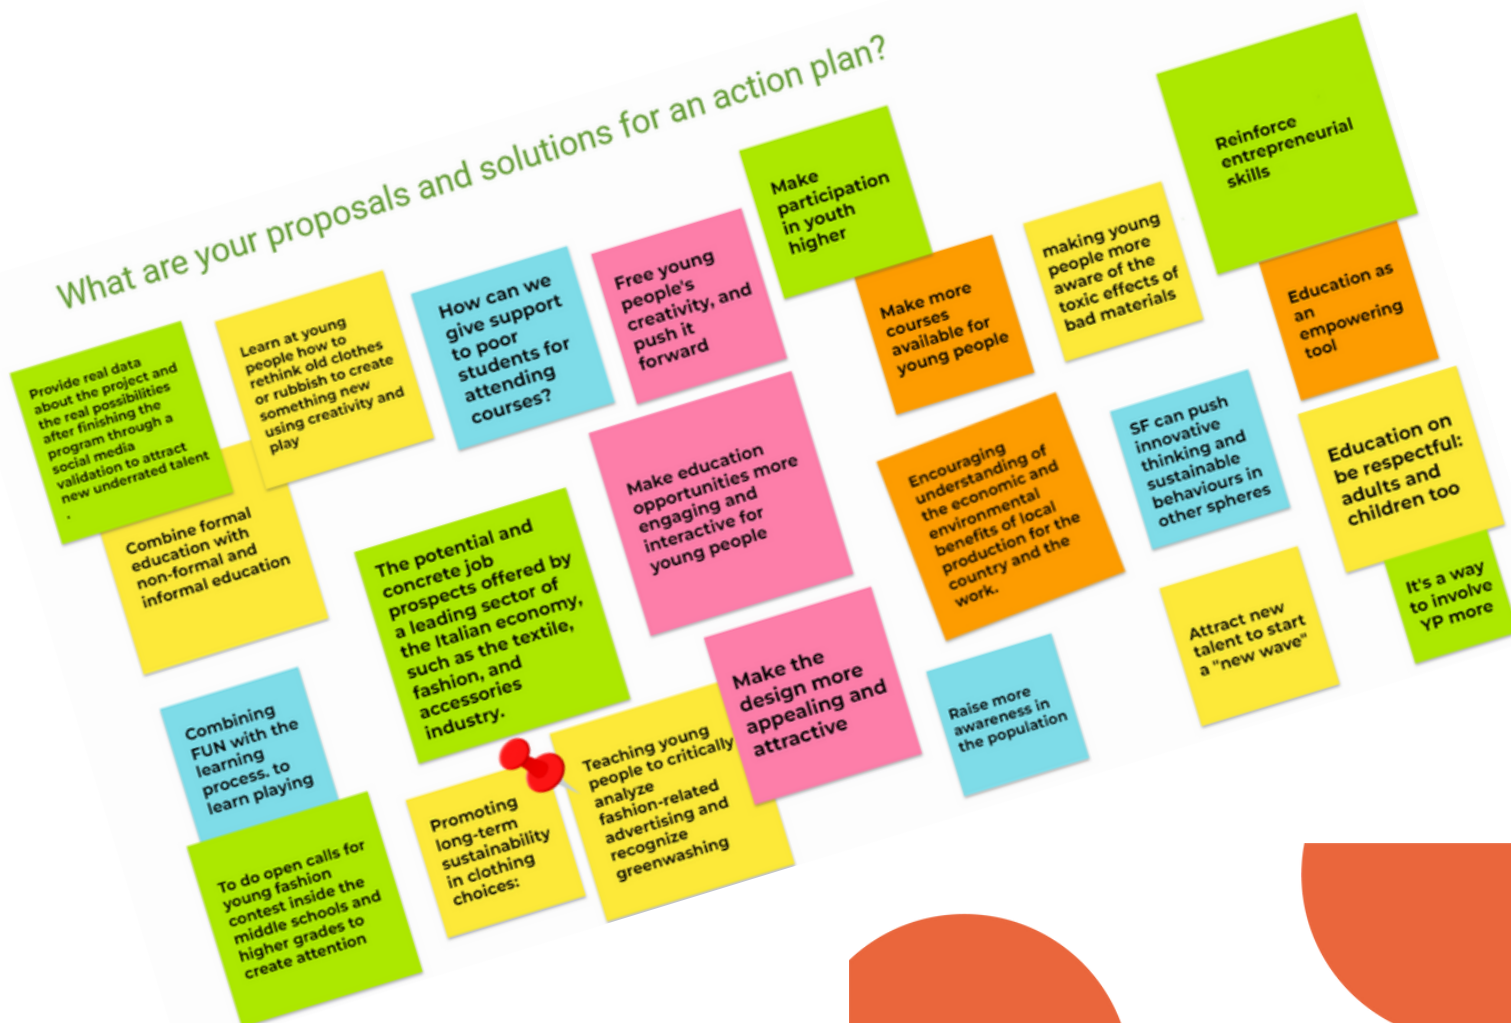 What are your proposals and solutions for an action plan?
Provide real data
about the project and
the real possibilities
after finishing the
program through a
social media
validation to attract
new underrated talent
.
Learn at young
people how to
rethink old clothes
or rubbish to create
something new
using creativity and
play
How can we
give support
to poor
students for
attending
courses?
Free young
people's
creativity, and
push it
forward
Make
participation
in youth
higher
Make more
courses
available for
young people
making young
people more
aware of the
toxic effects of
bad materials
Reinforce
entrepreneurial
skills
Education as
an
empowering
tool
Combine formal
education with
non-formal and
informal education
The potential and
concrete job
prospects offered by
a leading sector of
the Italian economy,
such as the textile,
fashion, and
accessories
industry.
Make education
opportunities more
engaging and
interactive for
young people
Encouraging
understanding of
the economic and
environmental
benefits of local
production for the
country and the
work.
SF can push
innovative
thinking and
sustainable
behaviours in
other spheres
Education on
be respectful:
adults and
children too
It's a way
to involve
YP more
Combining
FUN with the
learning
process. to
learn playing
To do open calls for
young fashion
contest inside the
middle schools and
higher grades to
create attention
Promoting
long-term
sustainability
in clothing
choices:
Teaching young
people to critically
analyze
fashion-related
advertising and
recognize
greenwashing
Make the
design more
appealing and
attractive
Raise more
awareness in
the population
Attract new
talent to start
a "new wave"